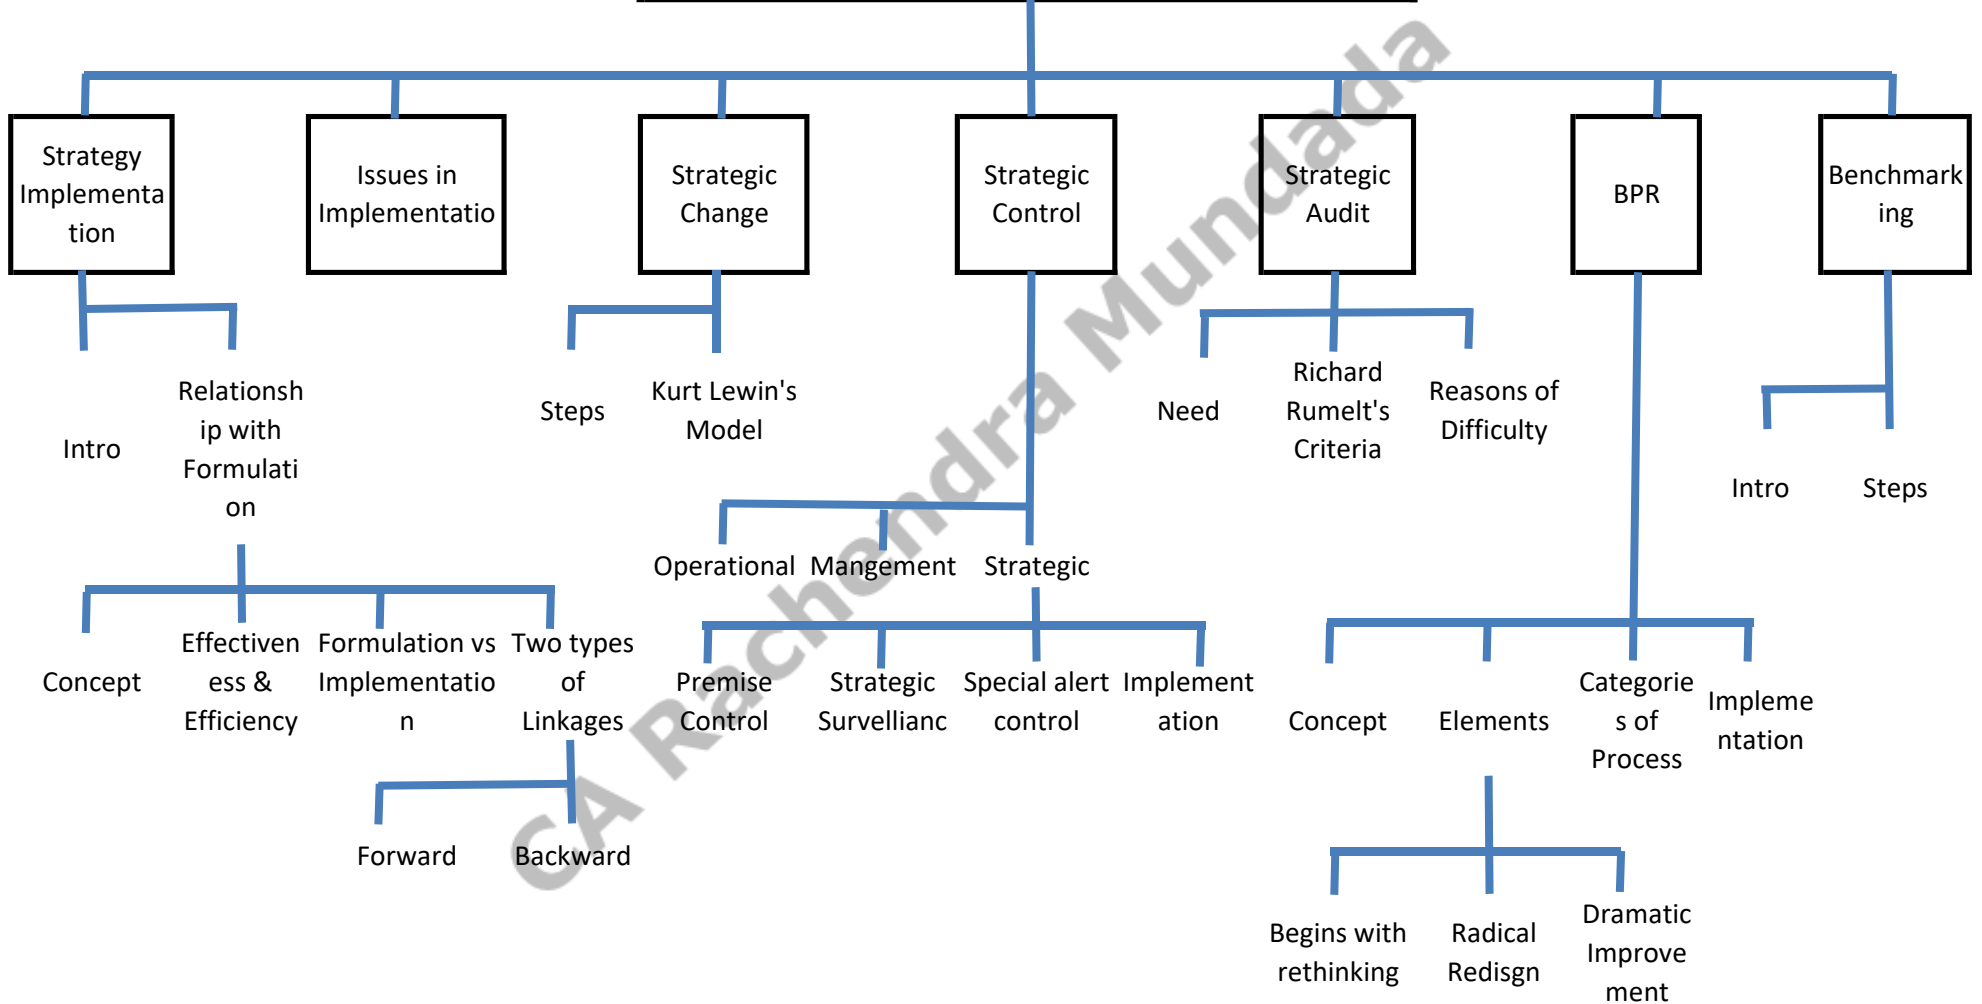 Strategy
Implementa
tion
Issues in
Implementatio
Strategic
Change
Strategic
Control
Strategic
Audit
BPR
Benchmark
ing
Intro
Relationsh
ip with
Formulati
on
Steps
Kurt Lewin's
Model
Need
Richard
Rumelt's
Criteria
Reasons of
Difficulty
Intro
Steps
Operational
Mangement
Strategic
Concept
Effectiven
ess &
Efficiency
Formulation vs
Implementatio
n
Two types
of
Linkages
Premise
Control
Strategic
Survellianc
Special alert
control
Implement
ation
Concept
Elements
Categorie
s of
Process
Impleme
ntation
Forward
Backward
Begins with
rethinking
Radical
Redisgn
Dramatic
Improve
ment
CA Rachendra Mundada